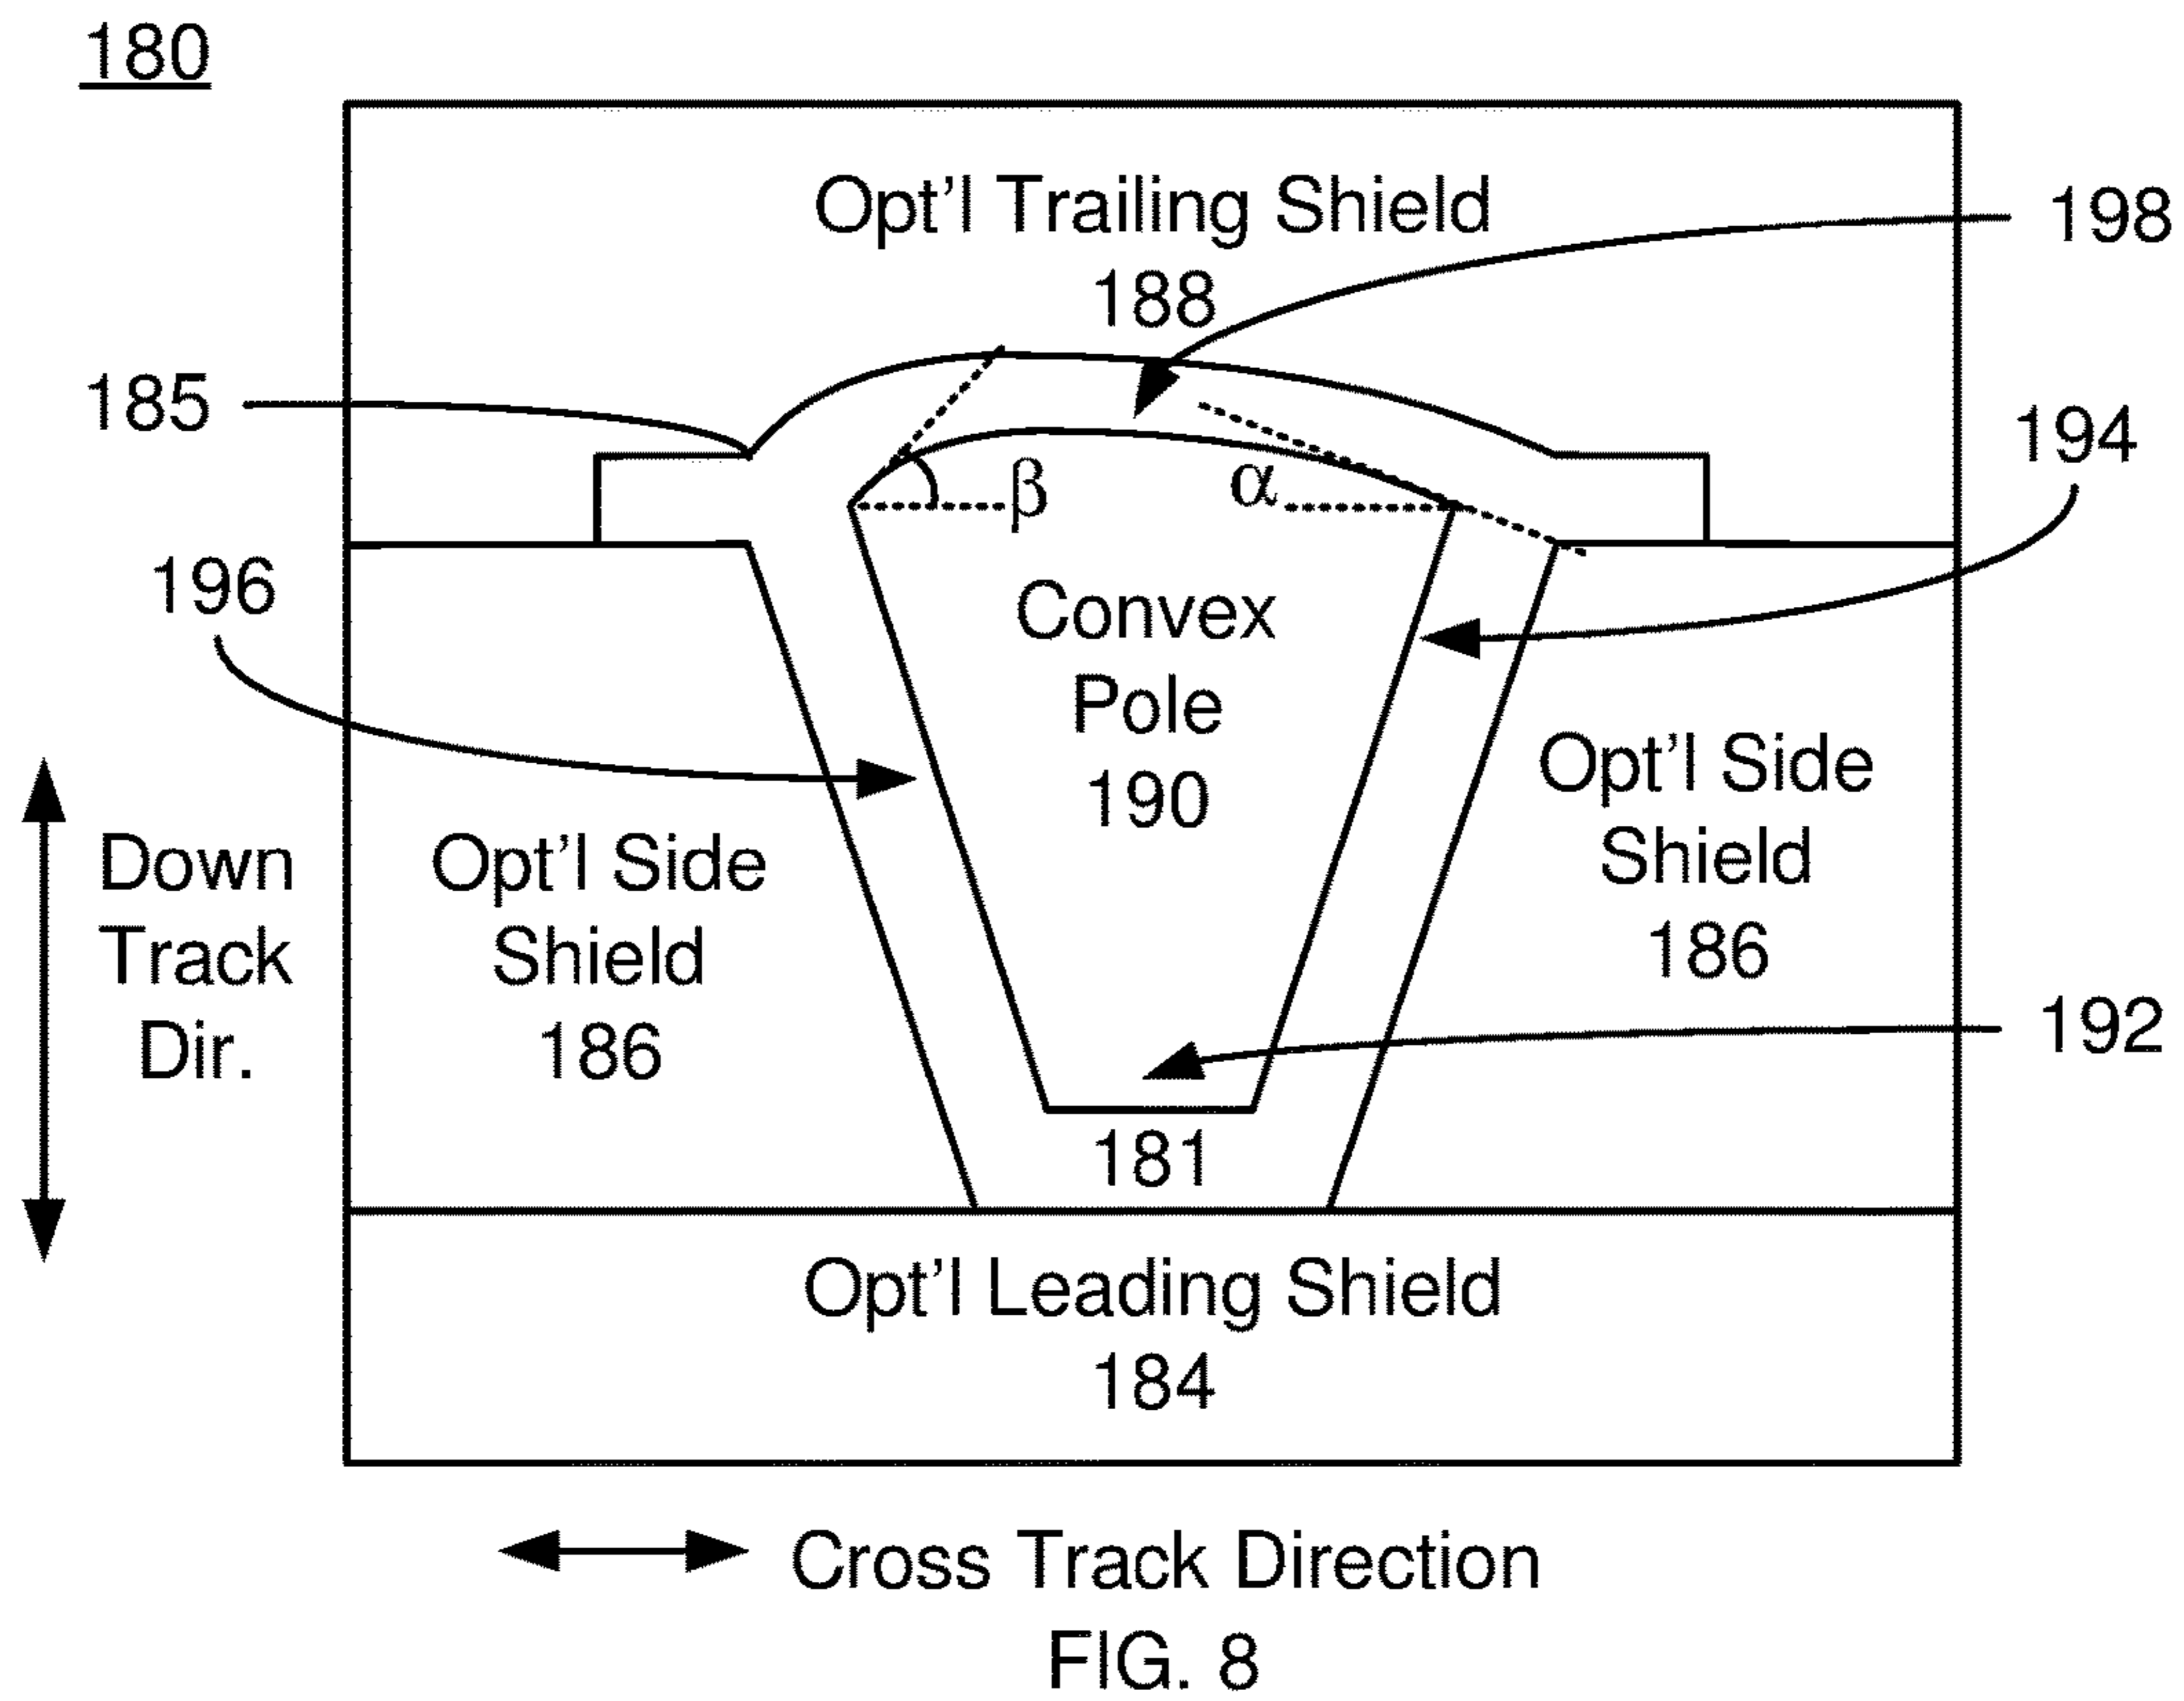 180
Opt'l Trailing Shield
188
198
185
194
β
α
196
Convex
Pole
190
Opt'l Side
Shield
186
Down
Track
Dir.
Opt'l Side
Shield
186
192
181
Opt'l Leading Shield
184
Cross Track Direction
FIG. 8